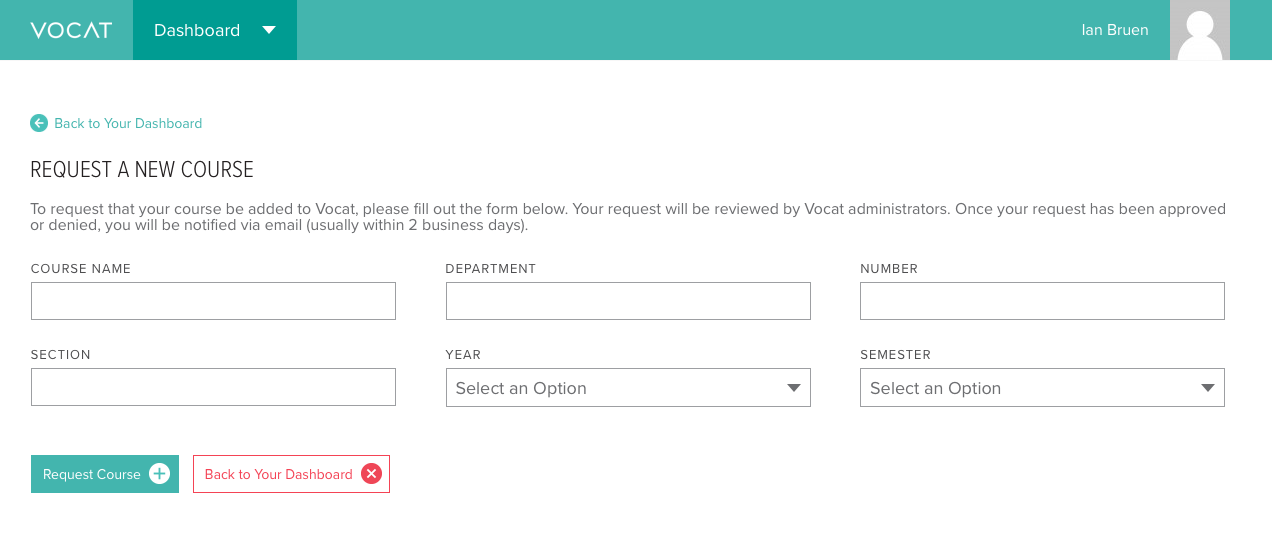 VOCAT
Dashboard
Ian Bruen
Back to Your Dashboard
REQUEST A NEW COURSE
To request that your course be added to Vocat, please fill out the form below. Your request will be reviewed by Vocat administrators. Once your request has been approved
or denied, you will be notified via email (usually within 2 business days).
COURSE NAME
DEPARTMENT
NUMBER
SECTION
YEAR
SEMESTER
Select an Option
Select an Option
Request Course
Back to Your Dashboard